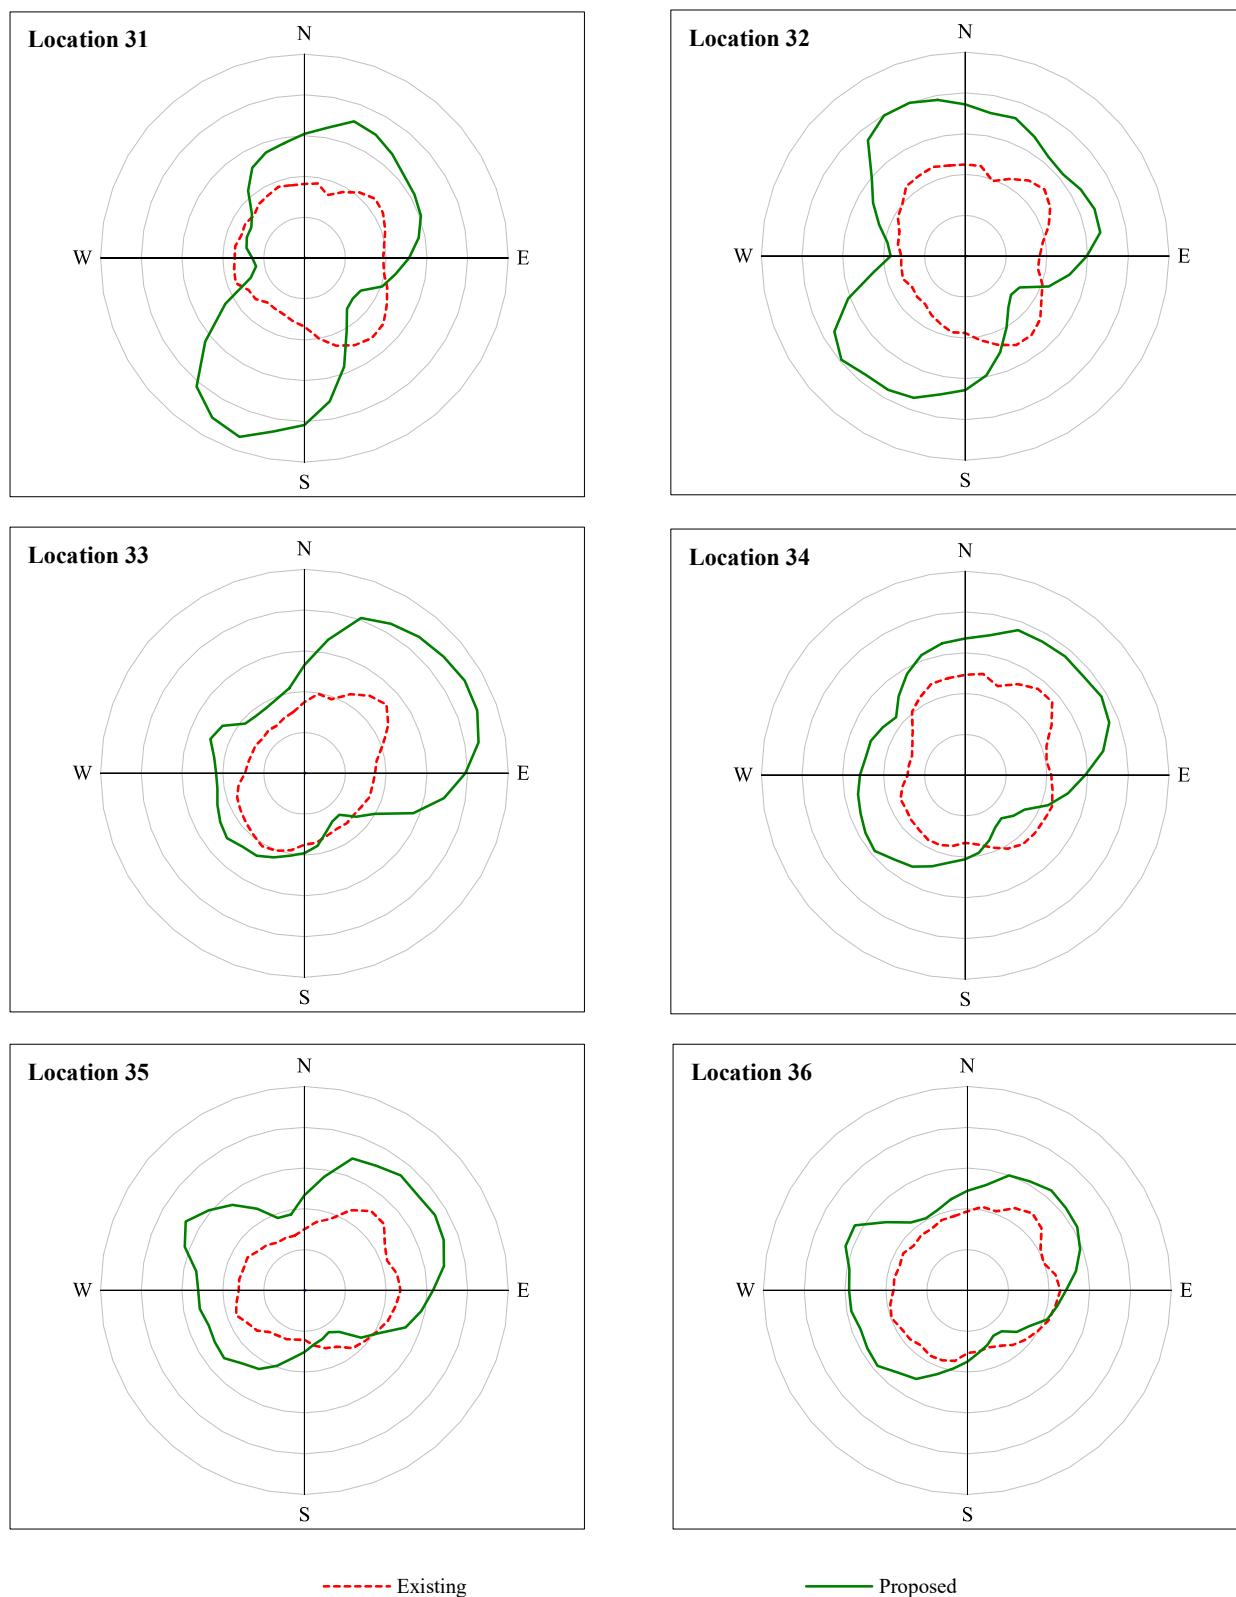 Location 31
N
W
E
S
Location 32
N
W
E
S
Location 33
N
W
E
S
Location 34
N
W
E
S
Location 35
N
W
E
S
Location 36
N
W
E
S
Existing
Proposed